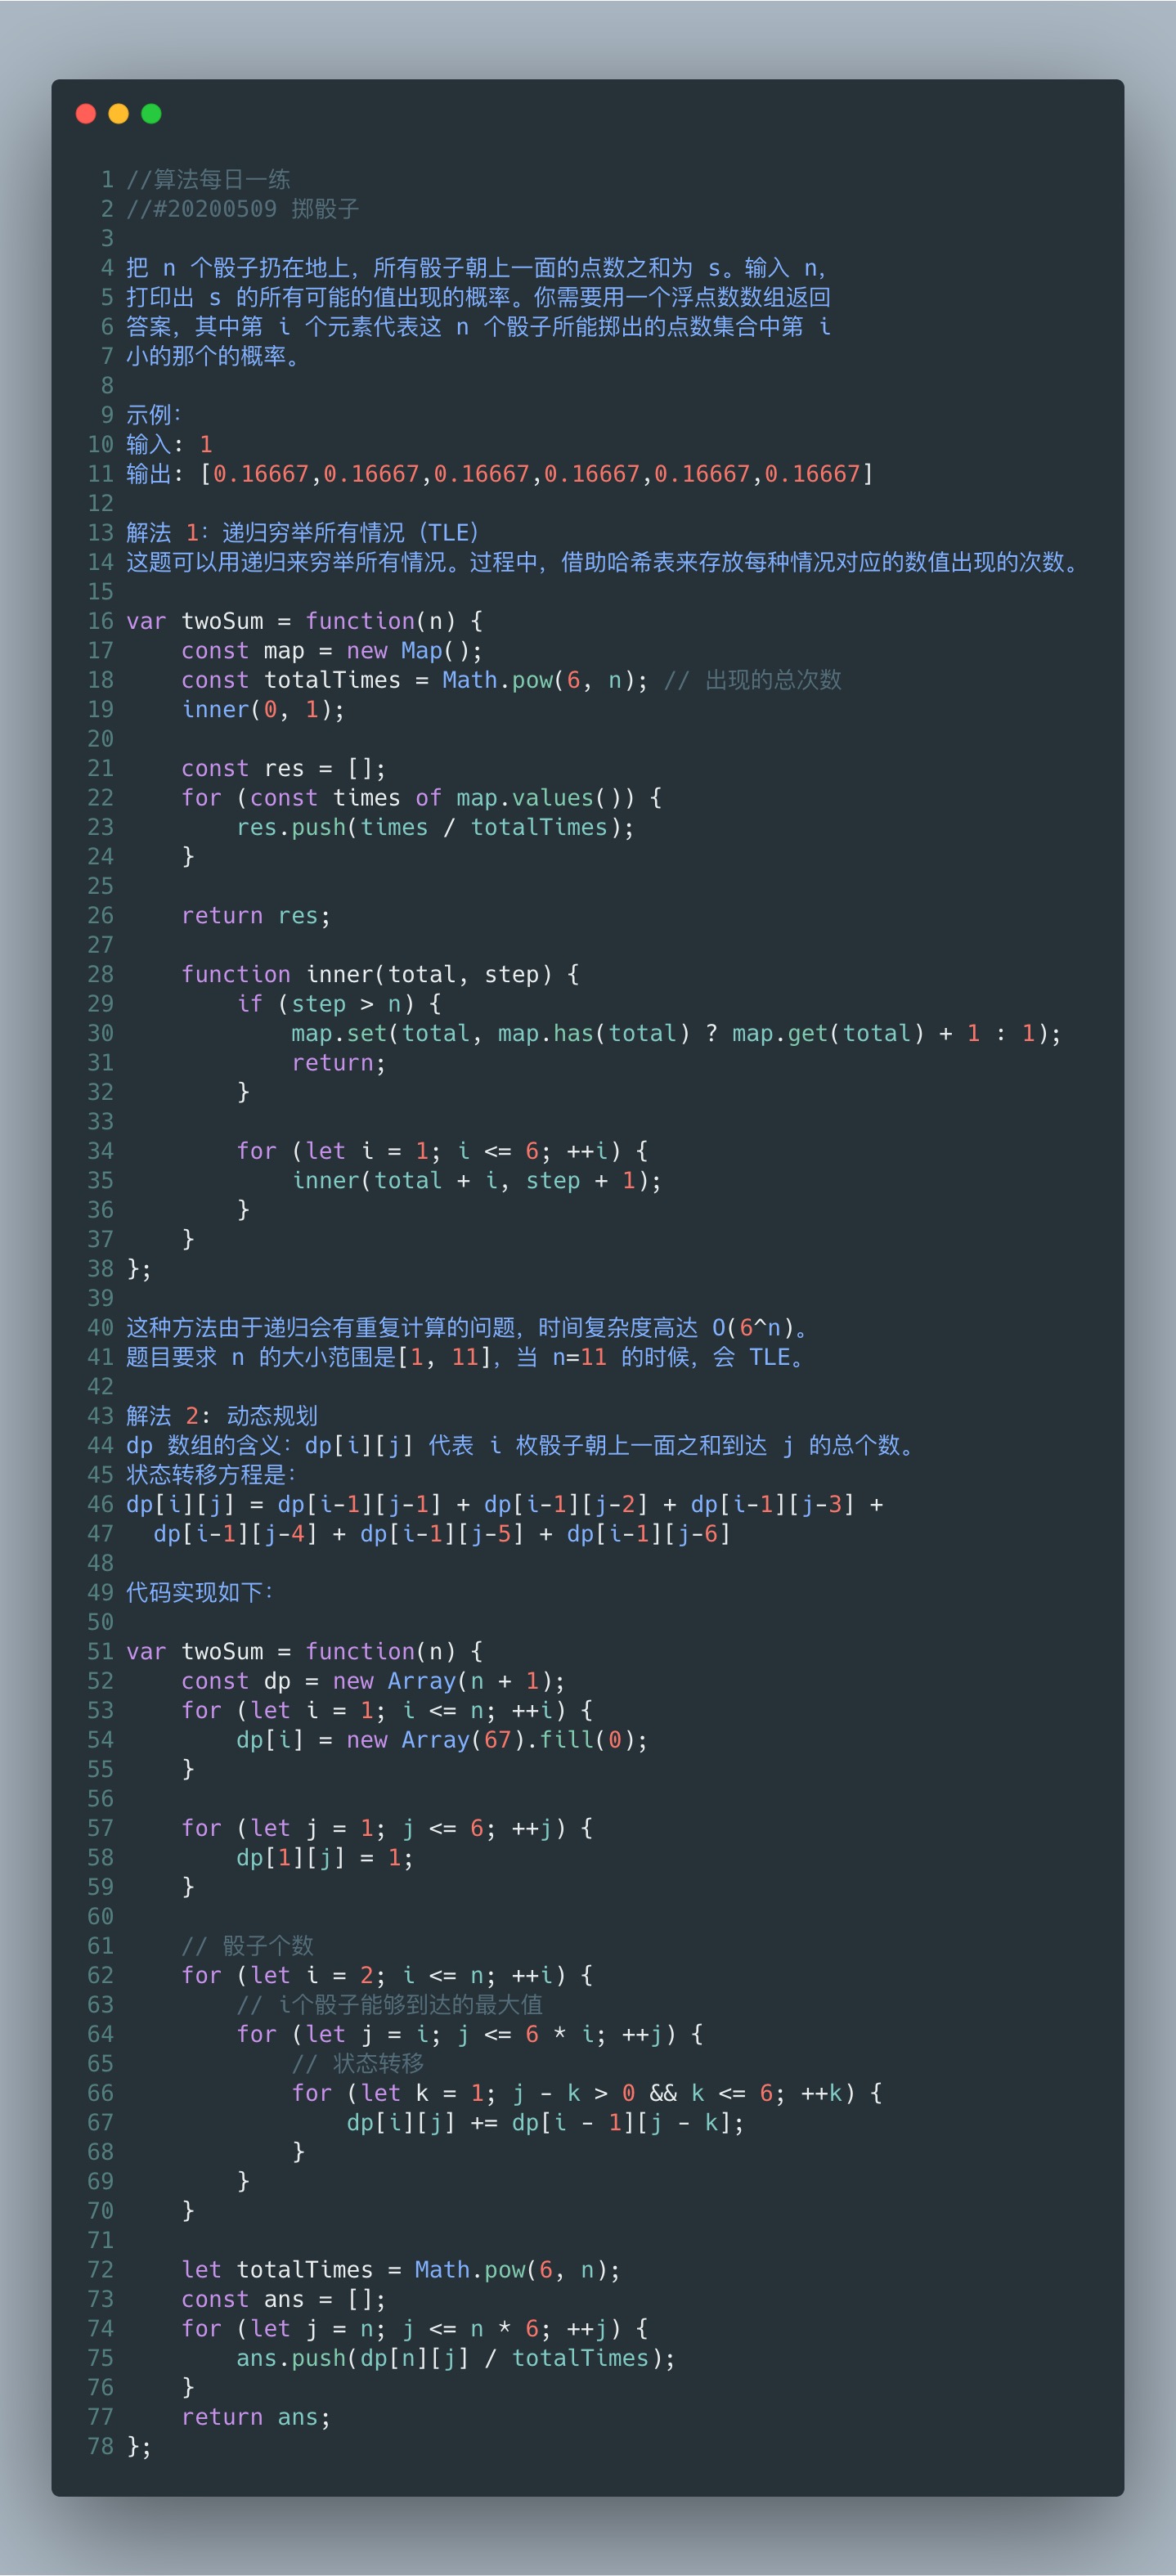 1 //算法每日一练
2 //#20200509 掷骰子
3
4 把 n 个骰子扔在地上，所有骰子朝上一面的点数之和为 s。输入 n，
5 打印出 s 的所有可能的值出现的概率。你需要用一个浮点数数组返回
6 答案，其中第 i 个元素代表这 n 个骰子所能掷出的点数集合中第 i
7 小的那个的概率。
8
9 示例：
10 输入: 1
11 输出: [0.16667,0.16667,0.16667,0.16667,0.16667,0.16667]
12
13 解法 1：递归穷举所有情况（TLE）
14 这题可以用递归来穷举所有情况。过程中，借助哈希表来存放每种情况对应的数值出现的次数。
15
16 var twoSum = function(n) {
17     const map = new Map();
18     const totalTimes = Math.pow(6, n); // 出现的总次数
19     inner(0, 1);
20
21     const res = [];
22     for (const times of map.values()) {
23         res.push(times / totalTimes);
24     }
25
26     return res;
27
28     function inner(total, step) {
29         if (step > n) {
30             map.set(total, map.has(total) ? map.get(total) + 1 : 1);
31             return;
32         }
33
34         for (let i = 1; i <= 6; ++i) {
35             inner(total + i, step + 1);
36         }
37     }
38 };
39
40 这种方法由于递归会有重复计算的问题，时间复杂度高达 O(6^n)。
41 题目要求 n 的大小范围是[1, 11]，当 n=11 的时候，会 TLE。
42
43 解法 2: 动态规划
44 dp 数组的含义：dp[i][j] 代表 i 枚骰子朝上一面之和到达 j 的总个数。
45 状态转移方程是：
46 dp[i][j] = dp[i-1][j-1] + dp[i-1][j-2] + dp[i-1][j-3] +
47   dp[i-1][j-4] + dp[i-1][j-5] + dp[i-1][j-6]
48
49 代码实现如下：
50
51 var twoSum = function(n) {
52     const dp = new Array(n + 1);
53     for (let i = 1; i <= n; ++i) {
54         dp[i] = new Array(67).fill(0);
55     }
56
57     for (let j = 1; j <= 6; ++j) {
58         dp[1][j] = 1;
59     }
60
61     // 骰子个数
62     for (let i = 2; i <= n; ++i) {
63         // i个骰子能够到达的最大值
64         for (let j = i; j <= 6 * i; ++j) {
65             // 状态转移
66             for (let k = 1; j - k > 0 && k <= 6; ++k) {
67                 dp[i][j] += dp[i - 1][j - k];
68             }
69         }
70     }
71
72     let totalTimes = Math.pow(6, n);
73     const ans = [];
74     for (let j = n; j <= n * 6; ++j) {
75         ans.push(dp[n][j] / totalTimes);
76     }
77     return ans;
78 };